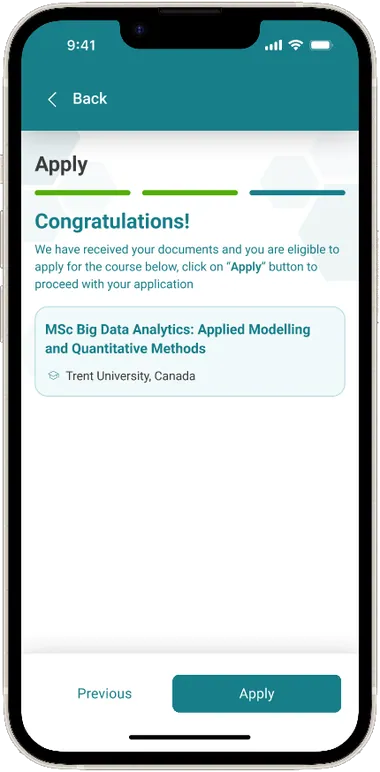 9:41
Back
Apply
Congratulations!
We have received your documents and you are eligible to
apply for the course below, click on “Apply” button to
proceed with your application
MSc Big Data Analytics: Applied Modelling
and Quantitative Methods
Trent University, Canada
Previous
Apply